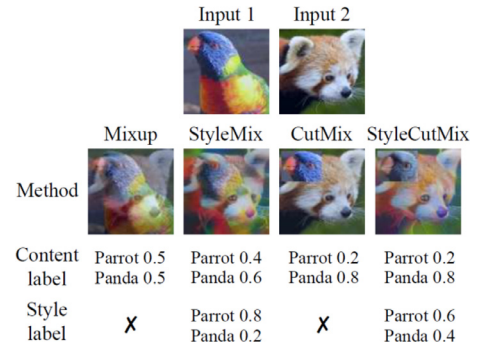 Input 1 Input 2
Mixup StyleMix CutMix StyleCutMix
Method
Content label Parrot 0.5 Panda 0.5 Parrot 0.4 Panda 0.6 Parrot 0.2 Panda 0.8 Parrot 0.2 Panda 0.8
Style label ✗ Parrot 0.8 Panda 0.2 ✗ Parrot 0.6 Panda 0.4